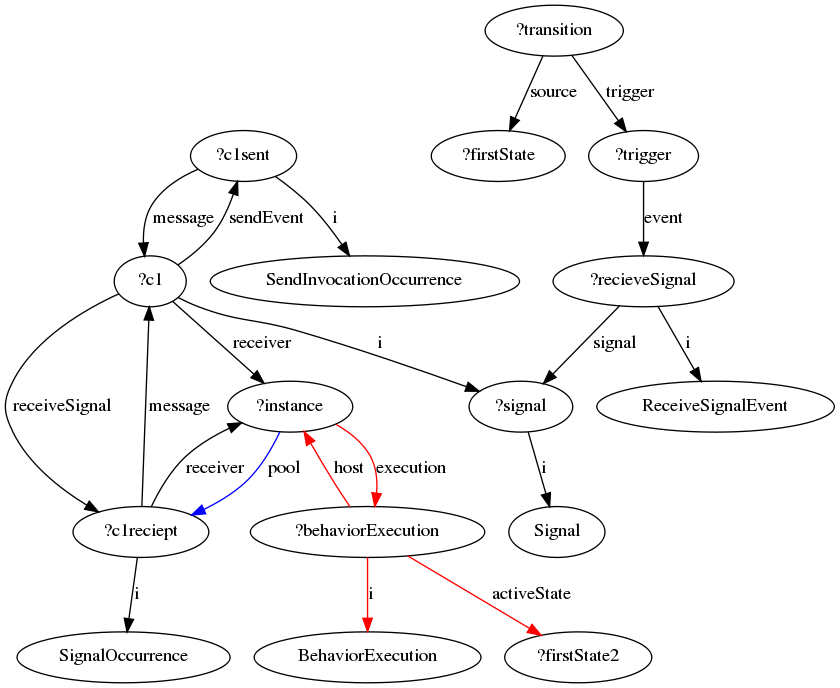 ?transition
source
trigger
?c1sent
?firstState
?trigger
message
sendEvent
i
event
?c1
SendInvocationOccurrence
?recieveSignal
receiver
i
signal
i
receiveSignal
message
?instance
?signal
ReceiveSignalEvent
receiver
pool
host
execution
i
?c1reciept
?behaviorExecution
Signal
i
i
activeState
SignalOccurrence
BehaviorExecution
?firstState2